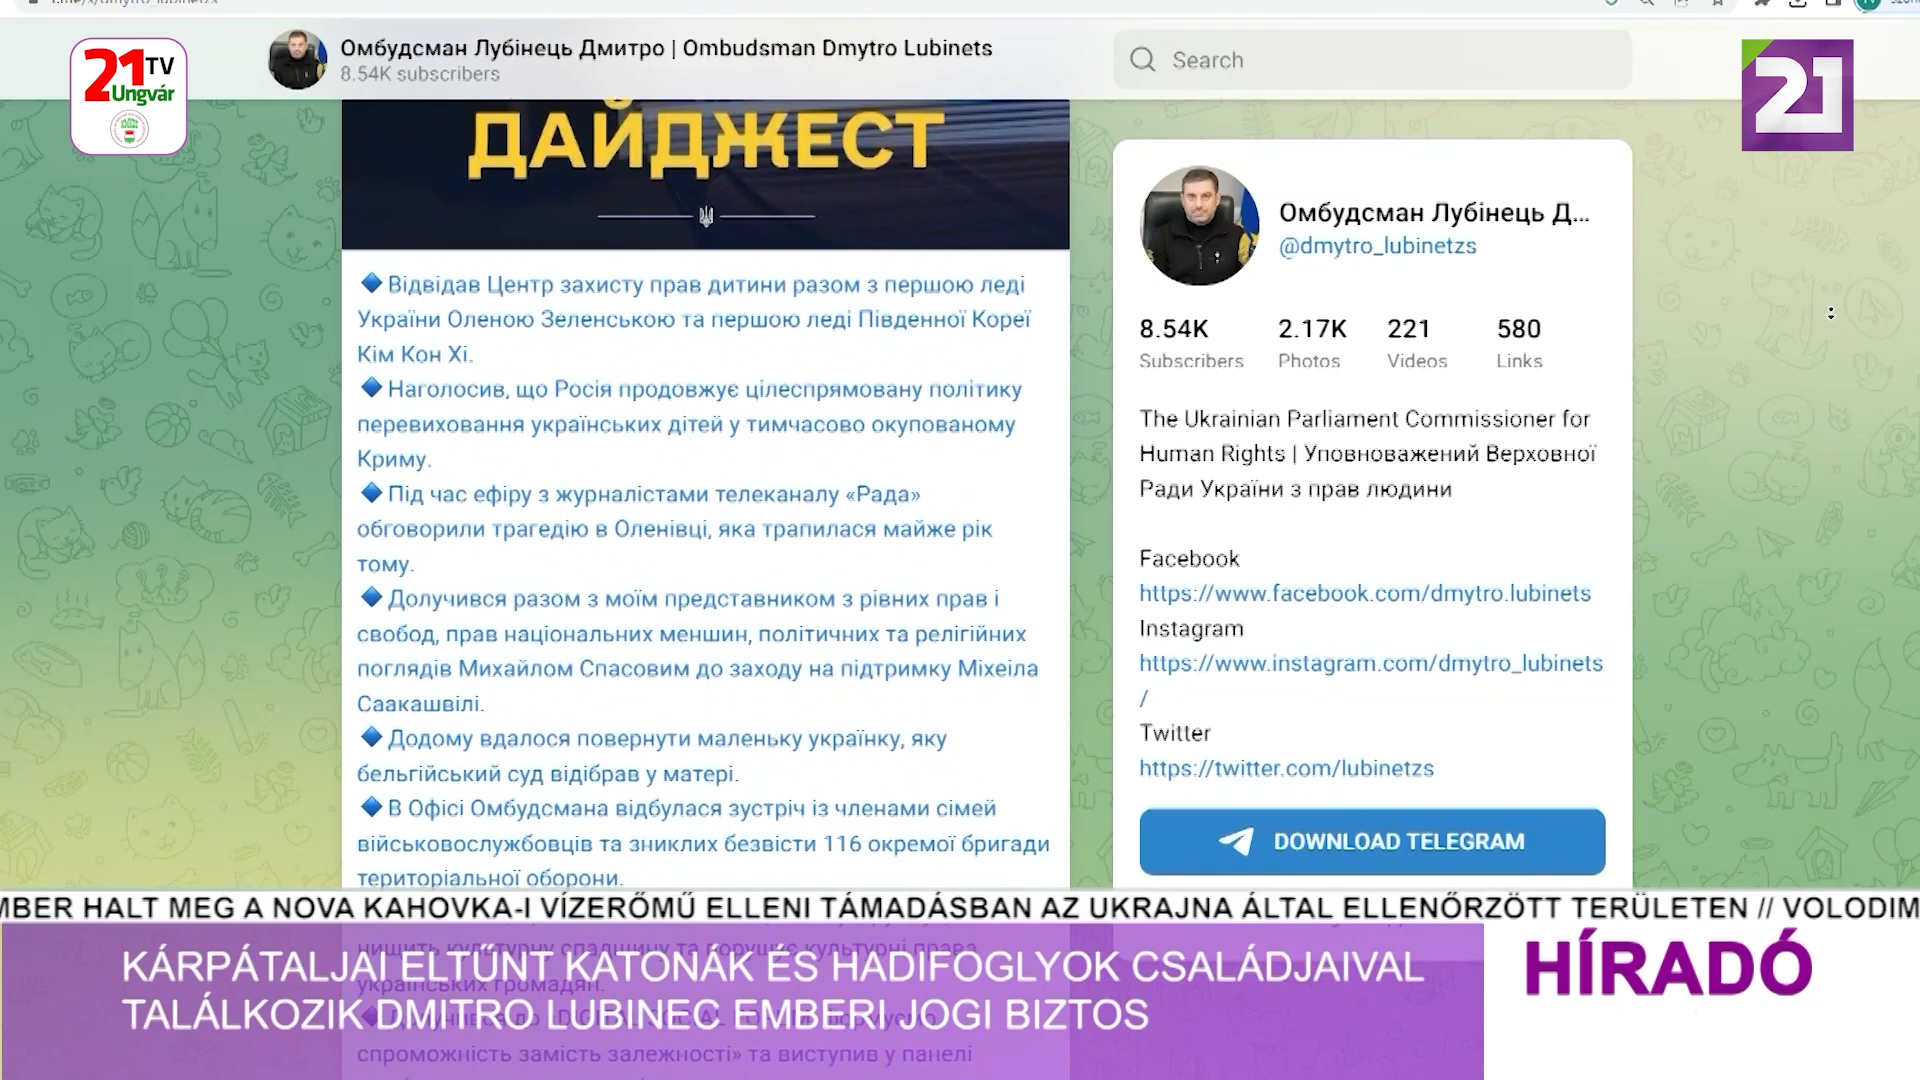 Омбудсман Лубінець Дмитро | Ombudsman Dmytro Lubinets
8.54K subscribers
Search
21 TV
Ungvár
21
ДАЙДЖЕСТ
Відвідав Центр захисту прав дитини разом з першою леді
України Оленою Зеленською та першою леді Південної Кореї
Кім Кон Хі.
Наголосив, що Росія продовжує цілеспрямовану політику
перевиховання українських дітей у тимчасово окупованому
Криму.
Під час ефіру з журналістами телеканалу «Рада»
обговорили трагедію в Оленівці, яка трапилася майже рік
тому.
Долучився разом з моїм представником з рівних прав і
свобод, прав національних меншин, політичних та релігійних
поглядів Михайлом Спасовим до заходу на підтримку Міхеіла
Саакашвілі.
Додому вдалося повернути маленьку українку, яку
бельгійський суд відібрав у матері.
В Офісі Омбудсмана відбулася зустріч із членами сімей
військовослужбовців та зниклих безвісти 116 окремої бригади
територіальної оборони.
Омбудсман Лубінець Д...
@dmytro_lubinetzs
8.54K 2.17K 221 580
Subscribers Photos Videos Links
The Ukrainian Parliament Commissioner for
Human Rights | Уповноважений Верховної
Ради України з прав людини
Facebook
https://www.facebook.com/dmytro.lubinets
Instagram
https://www.instagram.com/dmytro_lubinets
/
Twitter
https://twitter.com/lubinetzs
DOWNLOAD TELEGRAM
MBER HALT MEG A NOVA KAHOVKA-I VÍZERŐMŰ ELLENI TÁMADÁSBAN AZ UKRAJNA ÁLTAL ELLENŐRZÖTT TERÜLETEN // VOLODIM
нищить культурну спадщину та порушує культурні права
KÁRPÁTALJAI ELTŰNT KATONÁK ÉS HADIFOGLYOK CSALÁDJAIVAL
українських громадян.
TALÁLKOZIK DMITRO LUBINEC EMBERI JOGI BIZTOS
спроможність замість залежності» та виступив у панелі
HÍRADÓ